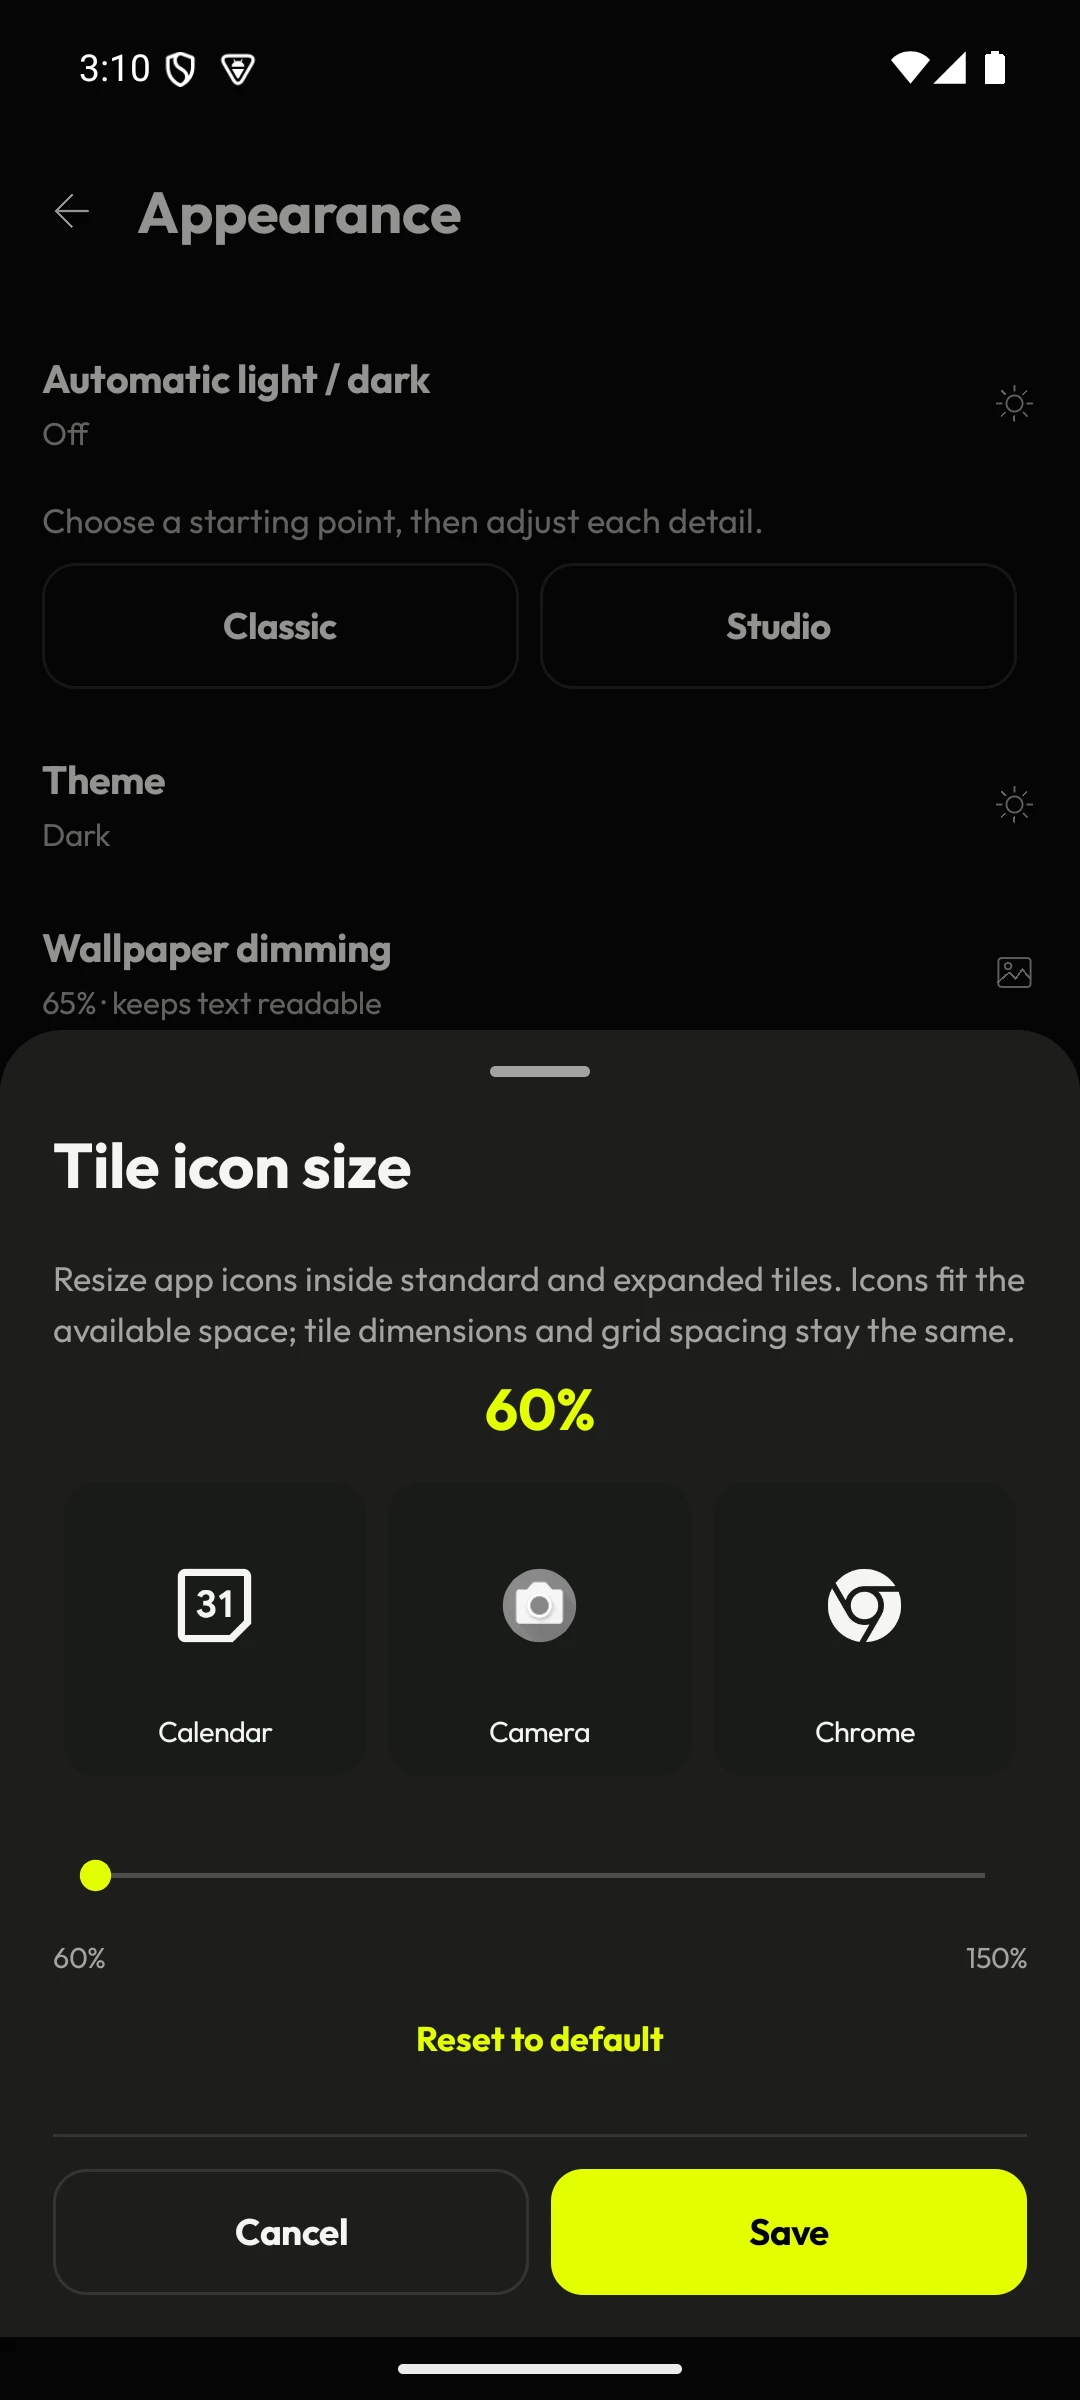 3:10
Appearance
Automatic light / dark
Off
Choose a starting point, then adjust each detail.
Classic
Studio
Theme
Dark
Wallpaper dimming
65% · keeps text readable
Tile icon size
Resize app icons inside standard and expanded tiles. Icons fit the
available space; tile dimensions and grid spacing stay the same.
60%
31
Calendar
Camera
Chrome
60%
150%
Reset to default
Cancel
Save